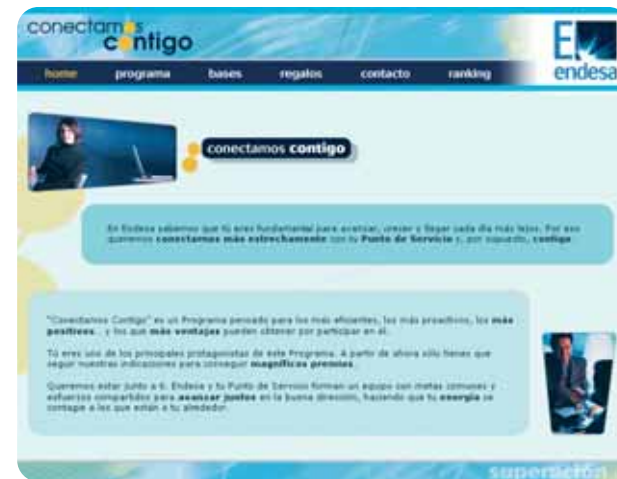 conectamos
contigo
endesa
home programa bases regalos contacto ranking
conectamos contigo
En Endesa sabemos que tú eres fundamental para avanzar, crecer y llegar cada día más lejos. Por eso
queremos conectarnos más estrechamente con tu Punto de Servicio y, por supuesto, contigo.
"Conectamos Contigo" es un Programa pensado para los más eficientes, los más proactivos, los más
positivos... y los que más ventajas pueden obtener por participar en él.
Tú eres uno de los principales protagonistas de este Programa. A partir de ahora sólo tienes que
seguir nuestras indicaciones para conseguir magníficos premios.
Queremos estar junto a ti. Endesa y tu Punto de Servicio forman un equipo con metas comunes y
esfuerzos compartidos para avanzar juntos en la buena dirección, haciendo que tu energía se
contagie a los que están a tu alrededor.
superación